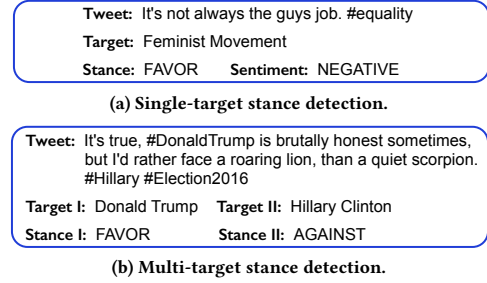 Tweet: It's not always the guys job. #equality
Target: Feminist Movement
Stance: FAVOR Sentiment: NEGATIVE
(a) Single-target stance detection.
Tweet: It's true, #DonaldTrump is brutally honest sometimes,
but I'd rather face a roaring lion, than a quiet scorpion.
#Hillary #Election2016
Target I: Donald Trump Target II: Hillary Clinton
Stance I: FAVOR Stance II: AGAINST
(b) Multi-target stance detection.